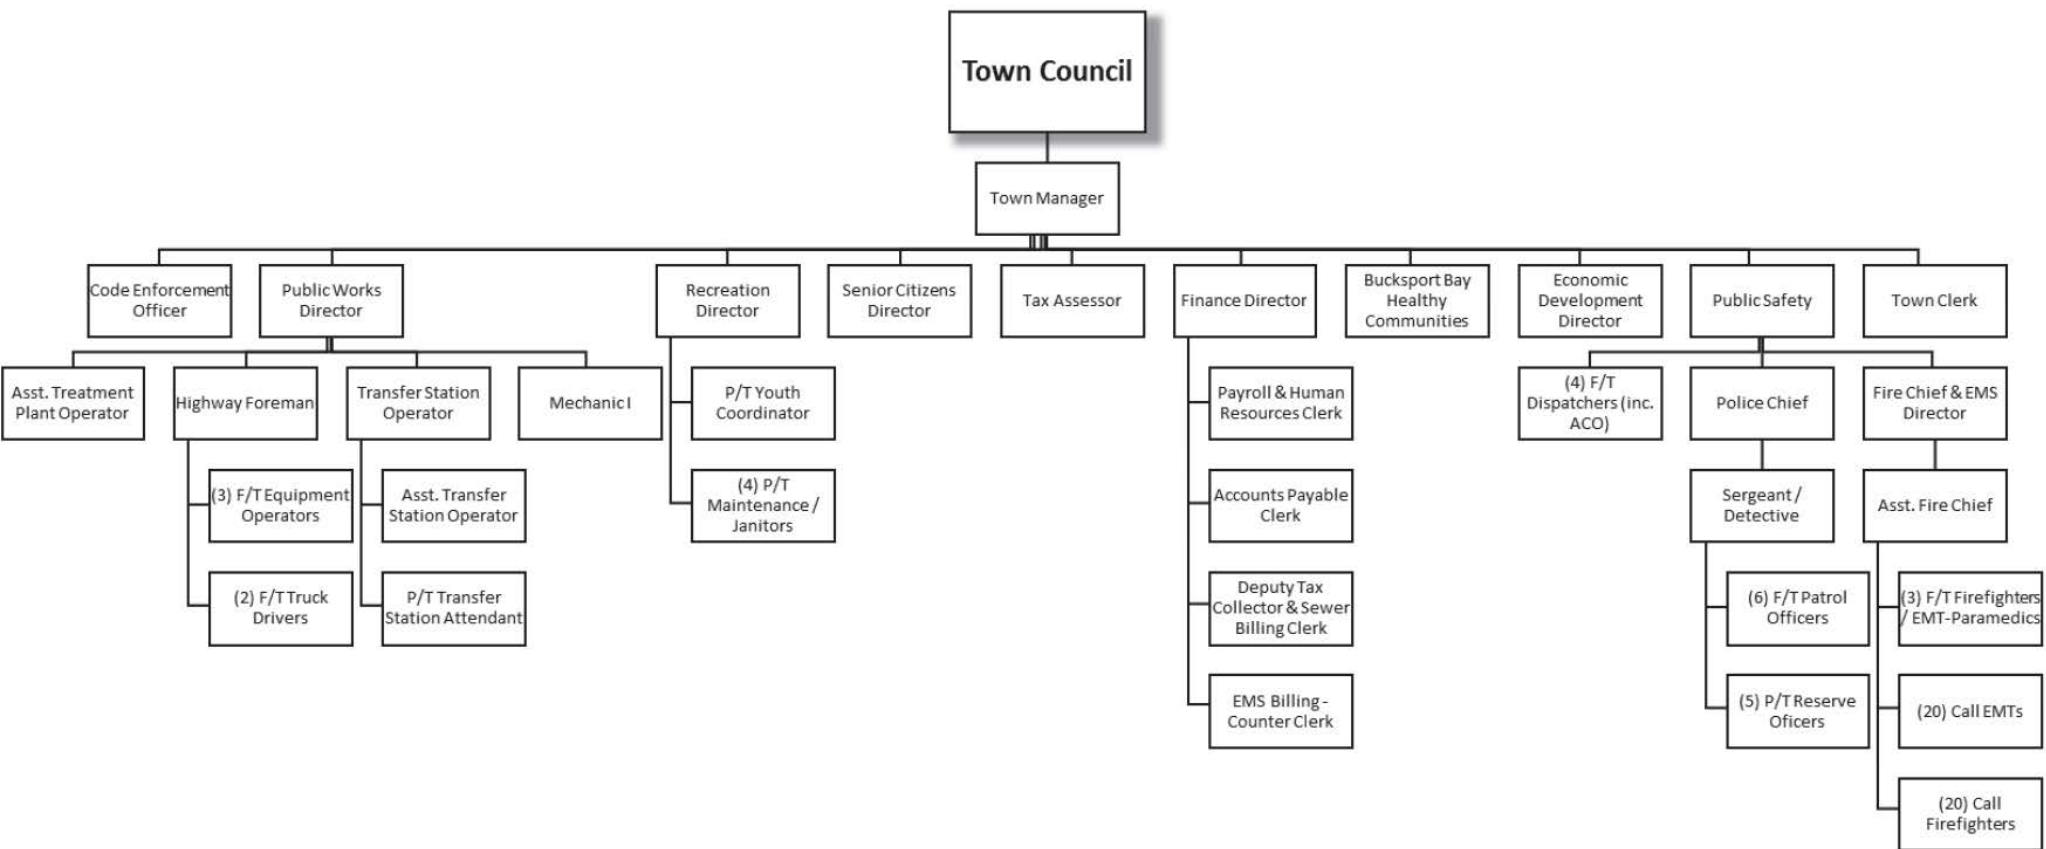 Town Council
Town Manager
Code Enforcement
Officer
Public Works
Director
Recreation
Director
Senior Citizens
Director
Tax Assessor
Finance Director
Bucksport Bay
Healthy
Communities
Economic
Development
Director
Public Safety
Town Clerk
Asst. Treatment
Plant Operator
Highway Foreman
Transfer Station
Operator
Mechanic I
P/T Youth
Coordinator
Payroll & Human
Resources Clerk
(4) F/T
Dispatchers (inc.
ACO)
Police Chief
Fire Chief & EMS
Director
(3) F/T Equipment
Operators
Asst. Transfer
Station Operator
(4) P/T
Maintenance /
Janitors
Accounts Payable
Clerk
Sergeant /
Detective
Asst. Fire Chief
(2) F/T Truck
Drivers
P/T Transfer
Station Attendant
Deputy Tax
Collector & Sewer
Billing Clerk
(6) F/T Patrol
Officers
(3) F/T Firefighters
/ EMT-Paramedics
EMS Billing -
Counter Clerk
(5) P/T Reserve
Oficers
(20) Call EMTs
(20) Call
Firefighters